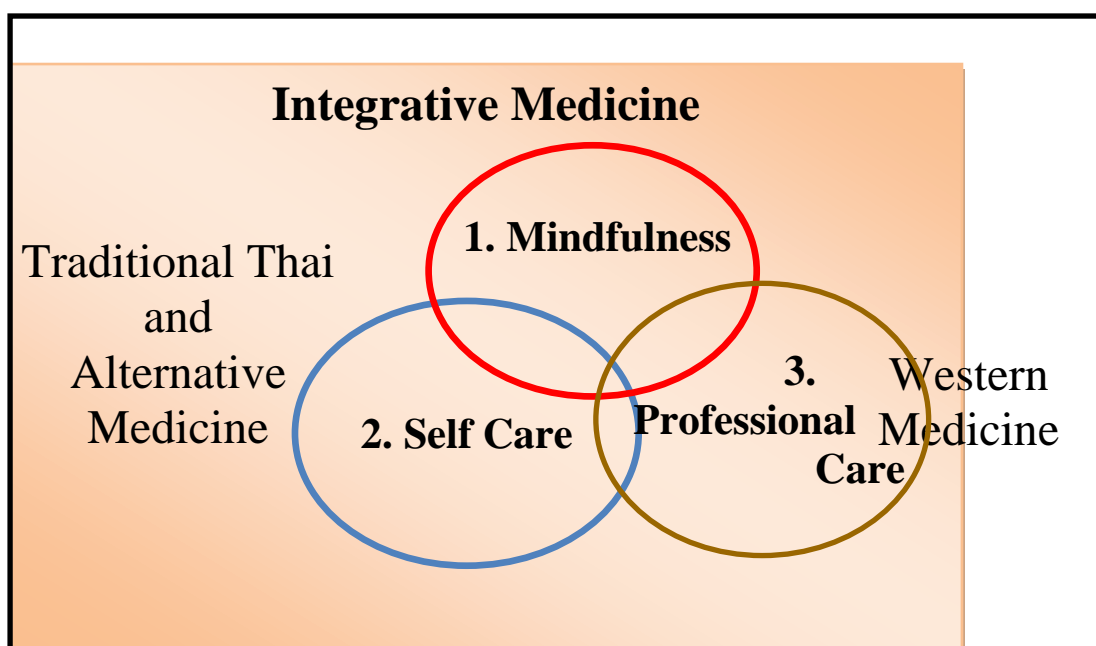 Integrative Medicine
1. Mindfulness
Traditional Thai
and
Alternative
Medicine
2. Self Care
3.
Professional
Care
Western
Medicine